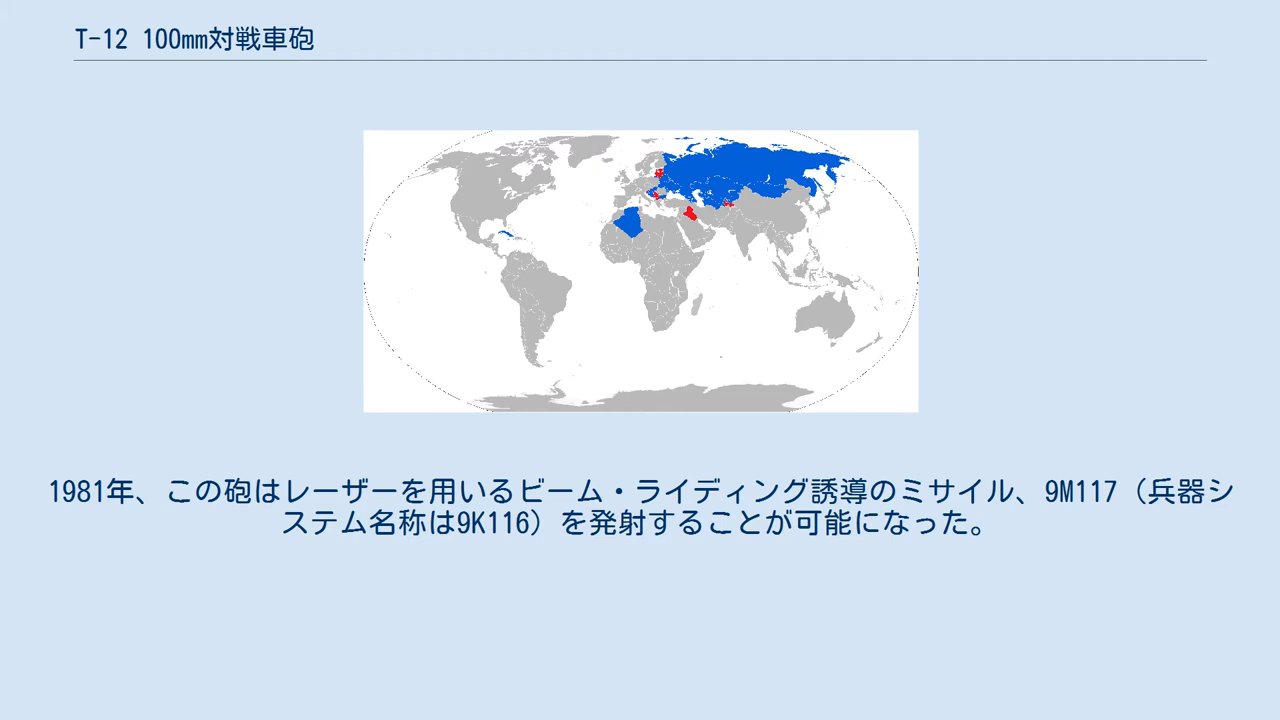 T-12 100mm対戦車砲
1981年、この砲はレーザーを用いるビーム・ライディング誘導のミサイル、9M117（兵器シ
ステム名称は9K116）を発射することが可能になった。